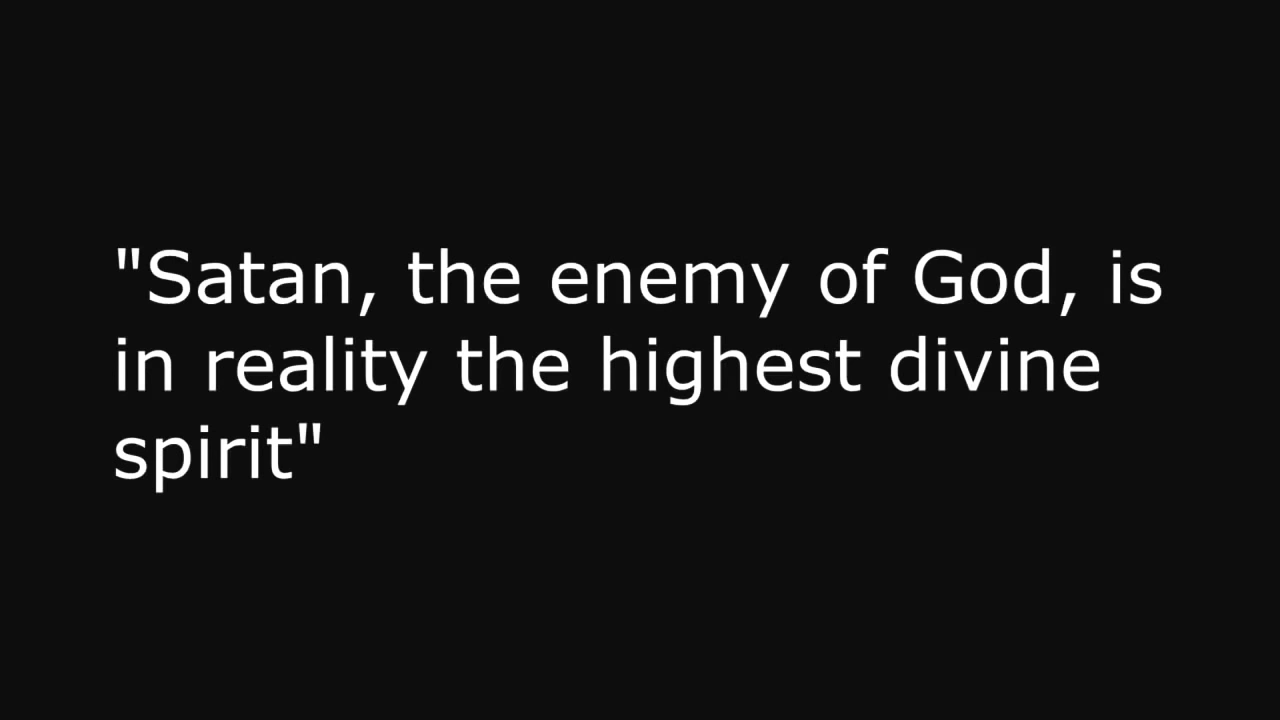 "Satan, the enemy of God, is
in reality the highest divine
spirit"